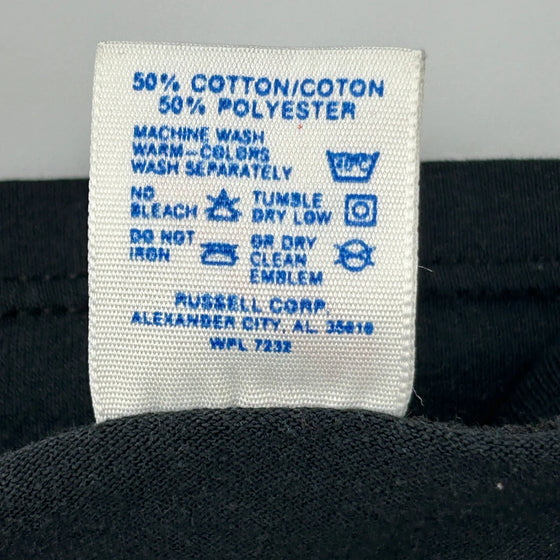 50% COTTON/COTON
50% POLYESTER
MACHINE WASH
WARM-COLORS
WASH SEPARATELY
NO
BLEACH
TUMBLE
DRY LOW
DO NOT
IRON
OR DRY
CLEAN
EMBLEM
RUSSELL CORP.
ALEXANDER CITY, AL. 35010
WPL 7232